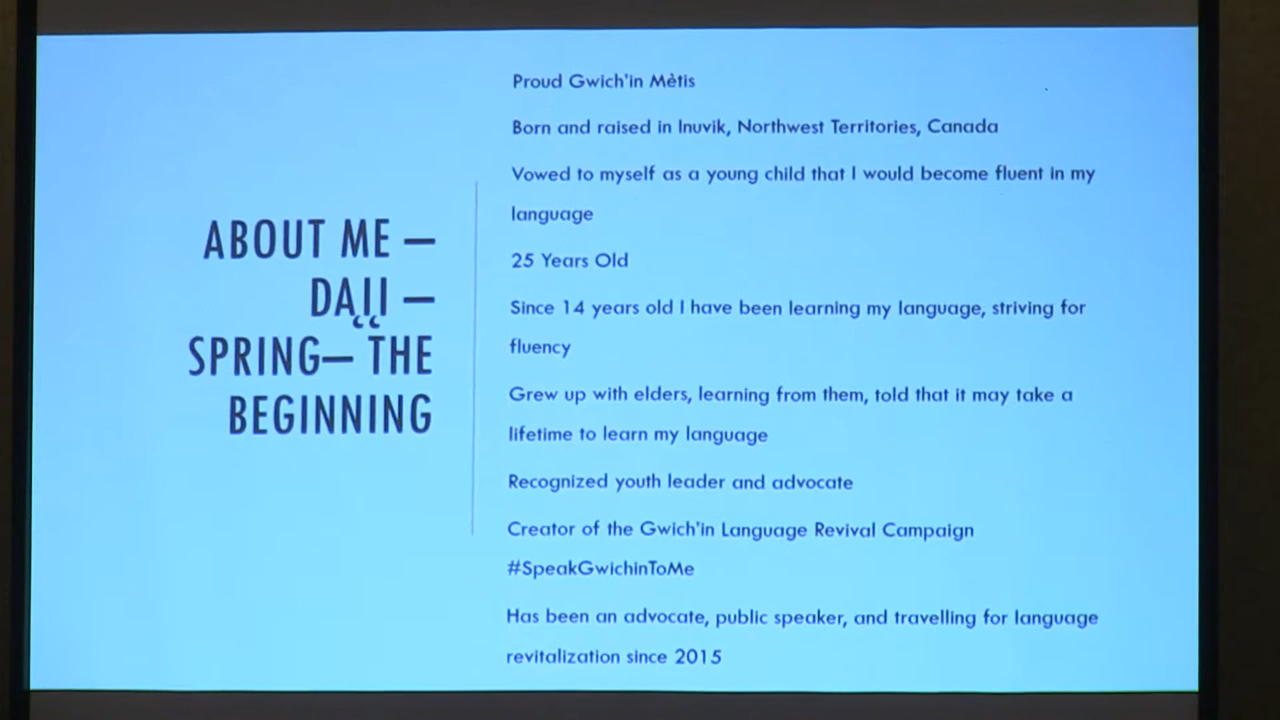 ABOUT ME –
DAĮĮ –
SPRING– THE
BEGINNING
Proud Gwich'in Mètis
Born and raised in Inuvik, Northwest Territories, Canada
Vowed to myself as a young child that I would become fluent in my
language
25 Years Old
Since 14 years old I have been learning my language, striving for
fluency
Grew up with elders, learning from them, told that it may take a
lifetime to learn my language
Recognized youth leader and advocate
Creator of the Gwich'in Language Revival Campaign
#SpeakGwichinToMe
Has been an advocate, public speaker, and travelling for language
revitalization since 2015